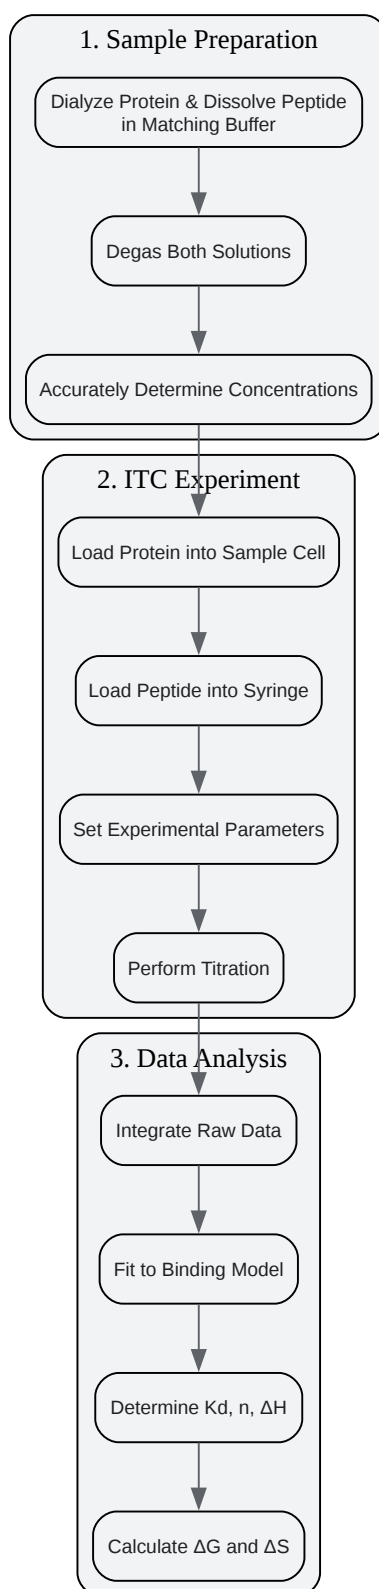 1. Sample Preparation
Dialyze Protein & Dissolve Peptide
in Matching Buffer
Degas Both Solutions
Accurately Determine Concentrations
2. ITC Experiment
Load Protein into Sample Cell
Load Peptide into Syringe
Set Experimental Parameters
Perform Titration
3. Data Analysis
Integrate Raw Data
Fit to Binding Model
Determine Kd, n, ΔH
Calculate ΔG and ΔS